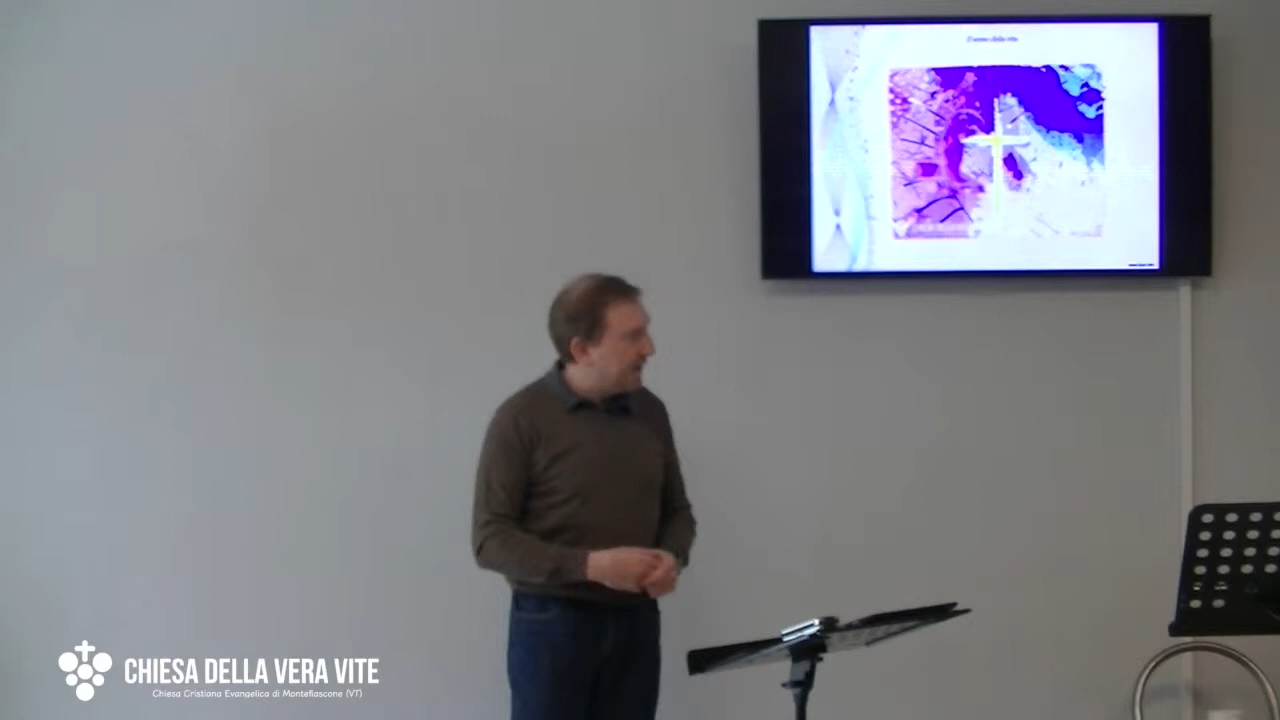 CHIESA DELLA VERA VITE
Chiesa Cristiana Evangelica di Montefiascone (VT)